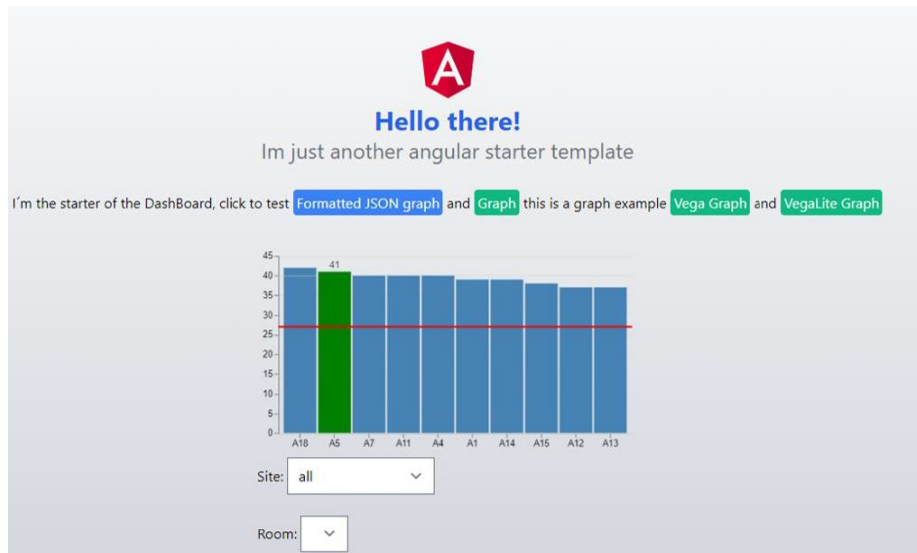 A
Hello there!
Im just another angular starter template
I´m the starter of the DashBoard, click to test Formatted JSON graph and Graph this is a graph example Vega Graph and VegaLite Graph
45
41
40
35
30
25
20
15
10
5
0
A18 A5 A7 A11 A4 A1 A14 A15 A12 A13
Site: all
Room: